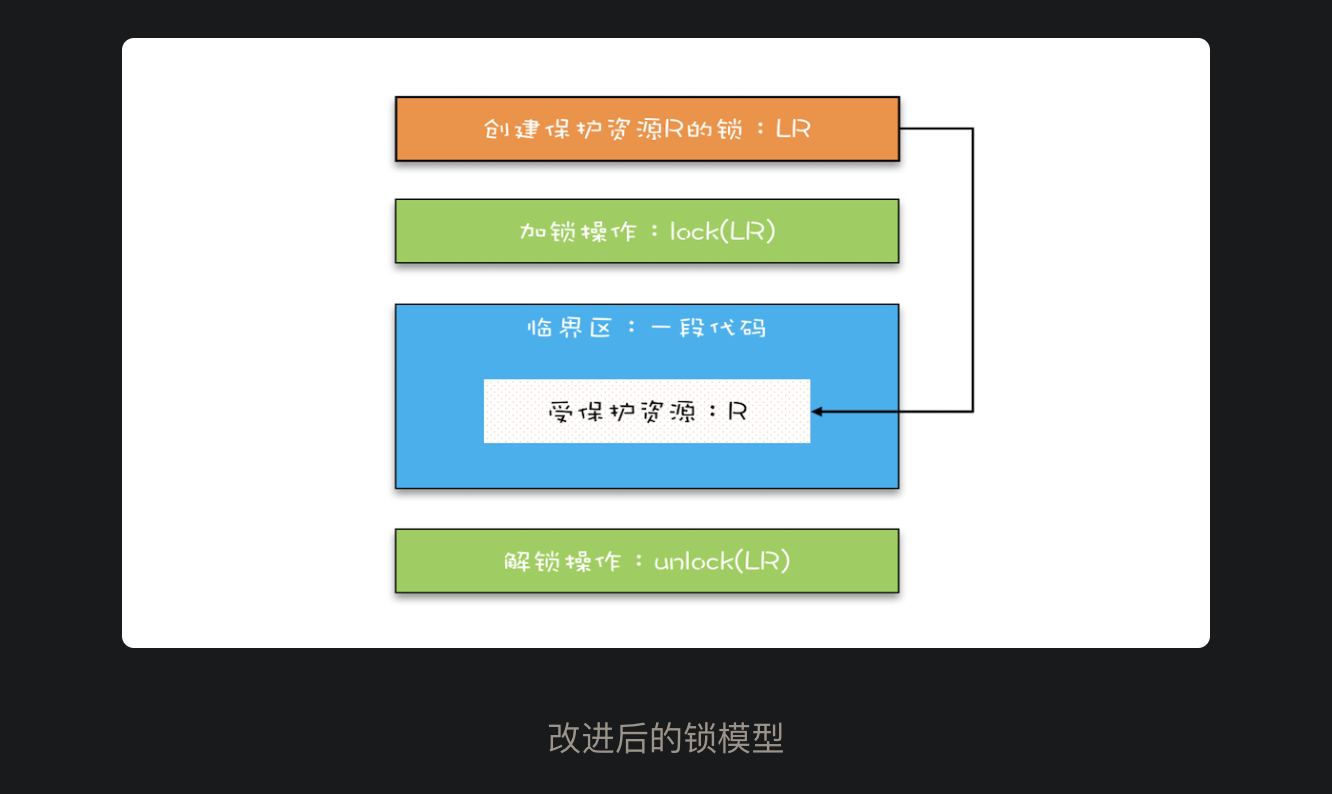 创建保护资源R的锁：LR
加锁操作：lock(LR)
临界区：一段代码
受保护资源：R
解锁操作：unlock(LR)
改进后的锁模型